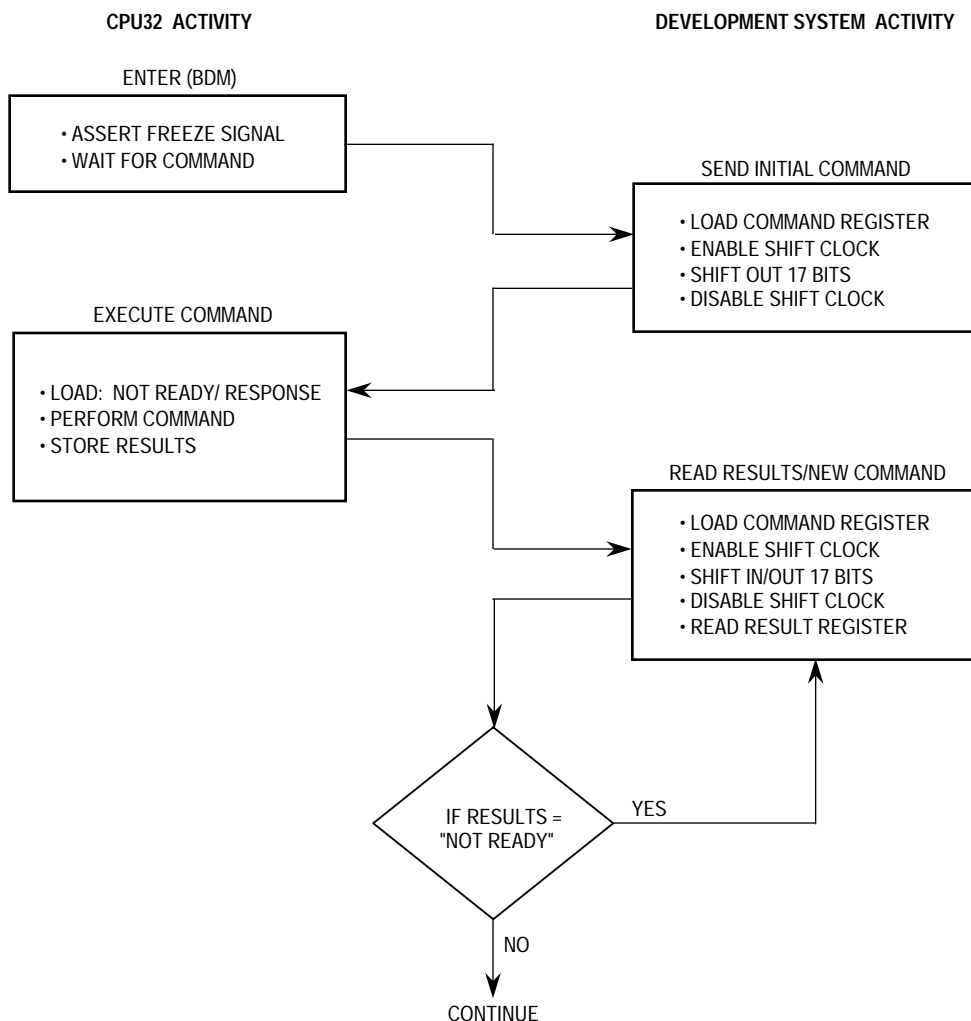 CPU32 ACTIVITY
DEVELOPMENT SYSTEM ACTIVITY
ENTER (BDM)
• ASSERT FREEZE SIGNAL
• WAIT FOR COMMAND
SEND INITIAL COMMAND
• LOAD COMMAND REGISTER
• ENABLE SHIFT CLOCK
• SHIFT OUT 17 BITS
• DISABLE SHIFT CLOCK
EXECUTE COMMAND
• LOAD: NOT READY/ RESPONSE
• PERFORM COMMAND
• STORE RESULTS
READ RESULTS/NEW COMMAND
• LOAD COMMAND REGISTER
• ENABLE SHIFT CLOCK
• SHIFT IN/OUT 17 BITS
• DISABLE SHIFT CLOCK
• READ RESULT REGISTER
IF RESULTS =
"NOT READY"
YES
NO
CONTINUE